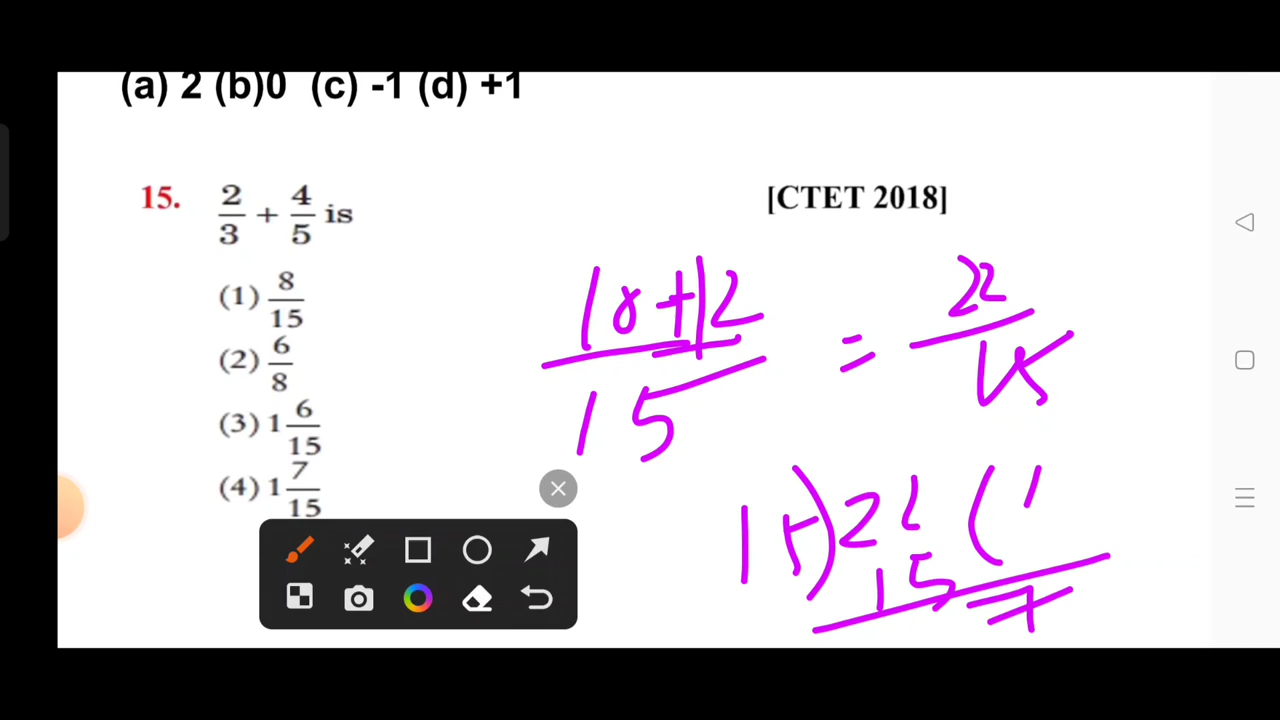 (a) 2 (b)0 (c) -1 (d) +1
15. 2/3 + 4/5 is [CTET 2018]
(1) 8/15
(2) 6/8
(3) 1 6/15
(4) 1 7/15
10+12/15 = 22/15
15)22(1
15
7